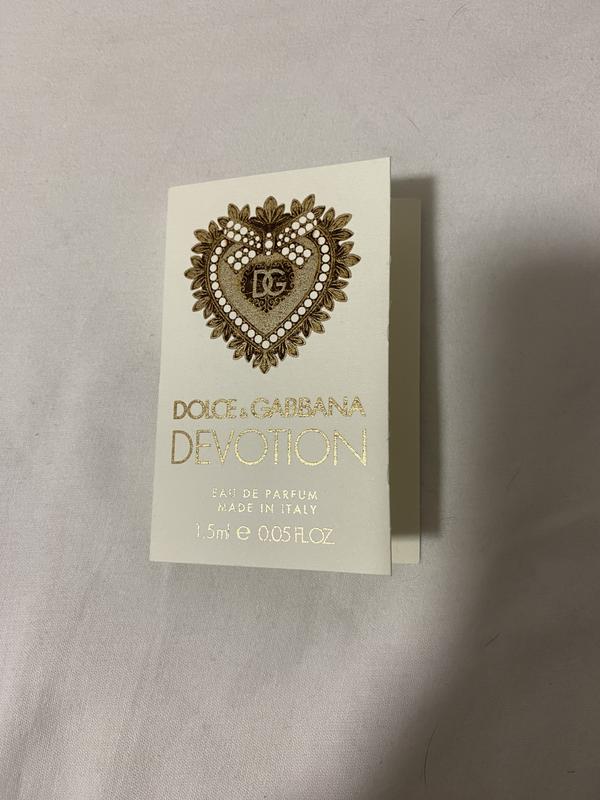 DG
DOLCE & GABBANA
DEVOTION
EAU DE PARFUM
MADE IN ITALY
1.5ml e 0.05 FL.OZ